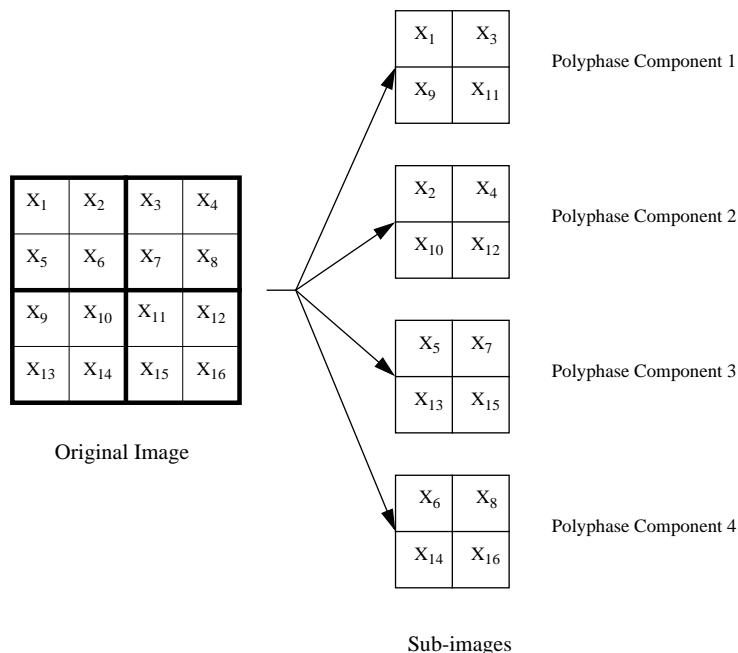 X1 X2 X3 X4
X5 X6 X7 X8
X9 X10 X11 X12
X13 X14 X15 X16
Original Image
X1 X3
X9 X11
Polyphase Component 1
X2 X4
X10 X12
Polyphase Component 2
X5 X7
X13 X15
Polyphase Component 3
X6 X8
X14 X16
Polyphase Component 4
Sub-images